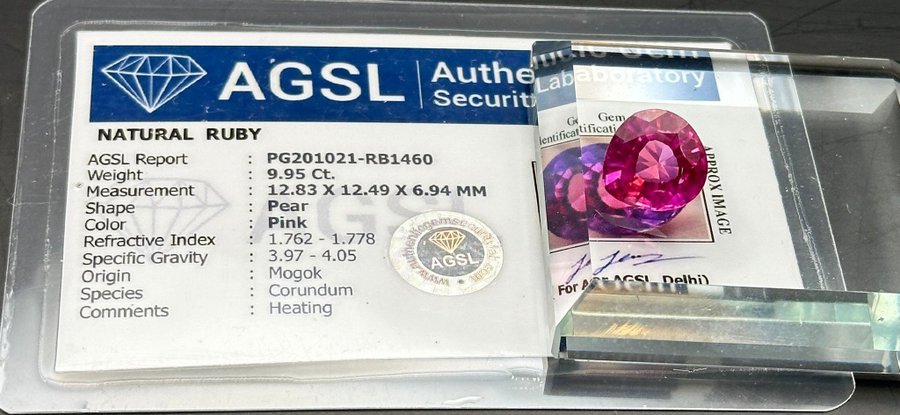 AGSL
Authe
Securit
Laboratory
NATURAL RUBY
AGSL Report : PG201021-RB1460
Weight : 9.95 Ct.
Measurement : 12.83 X 12.49 X 6.94 MM
Shape : Pear
Color : Pink
Refractive Index : 1.762 - 1.778
Specific Gravity : 3.97 - 4.05
Origin : Mogok
Species : Corundum
Comments : Heating
AGSL
Gem
APPROX IMAGE
For AGSL, Delhi)